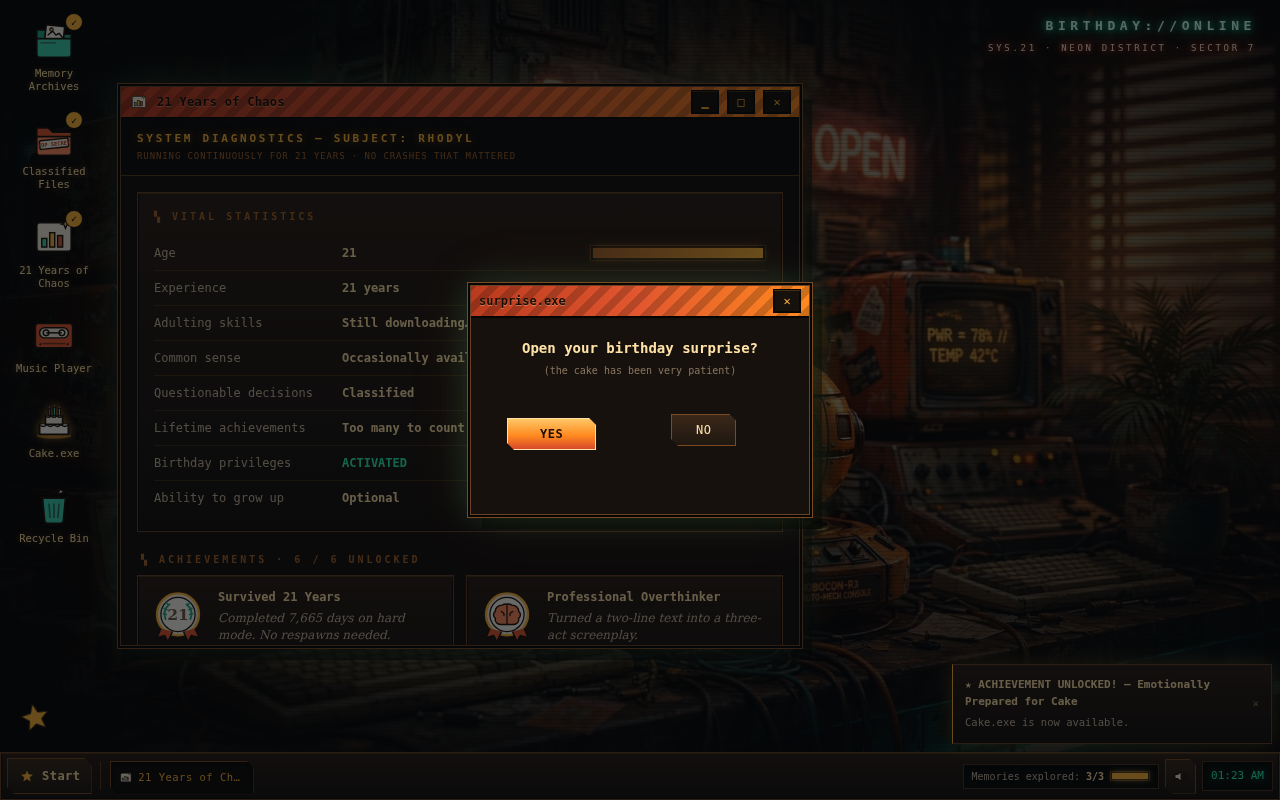 BIRTHDAY://ONLINE
SYS.21 · NEON DISTRICT · SECTOR 7
Memory
Archives
Classified
Files
21 Years of
Chaos
Music Player
Cake.exe
Recycle Bin
21 Years of Chaos
SYSTEM DIAGNOSTICS — SUBJECT: RHODYL
RUNNING CONTINUOUSLY FOR 21 YEARS · NO CRASHES THAT MATTERED
VITAL STATISTICS
Age 21
Experience 21 years
Adulting skills Still downloading…
Common sense Occasionally avai
Questionable decisions Classified
Lifetime achievements Too many to count
Birthday privileges ACTIVATED
Ability to grow up Optional
surprise.exe
Open your birthday surprise?
(the cake has been very patient)
YES
NO
ACHIEVEMENTS · 6 / 6 UNLOCKED
21
Survived 21 Years
Completed 7,665 days on hard
mode. No respawns needed.
Professional Overthinker
Turned a two-line text into a three-
act screenplay.
OPEN
PWR = 78% //
TEMP 42°C
★ ACHIEVEMENT UNLOCKED! — Emotionally
Prepared for Cake
Cake.exe is now available.
Start
21 Years of Ch…
Memories explored: 3/3
01:23 AM